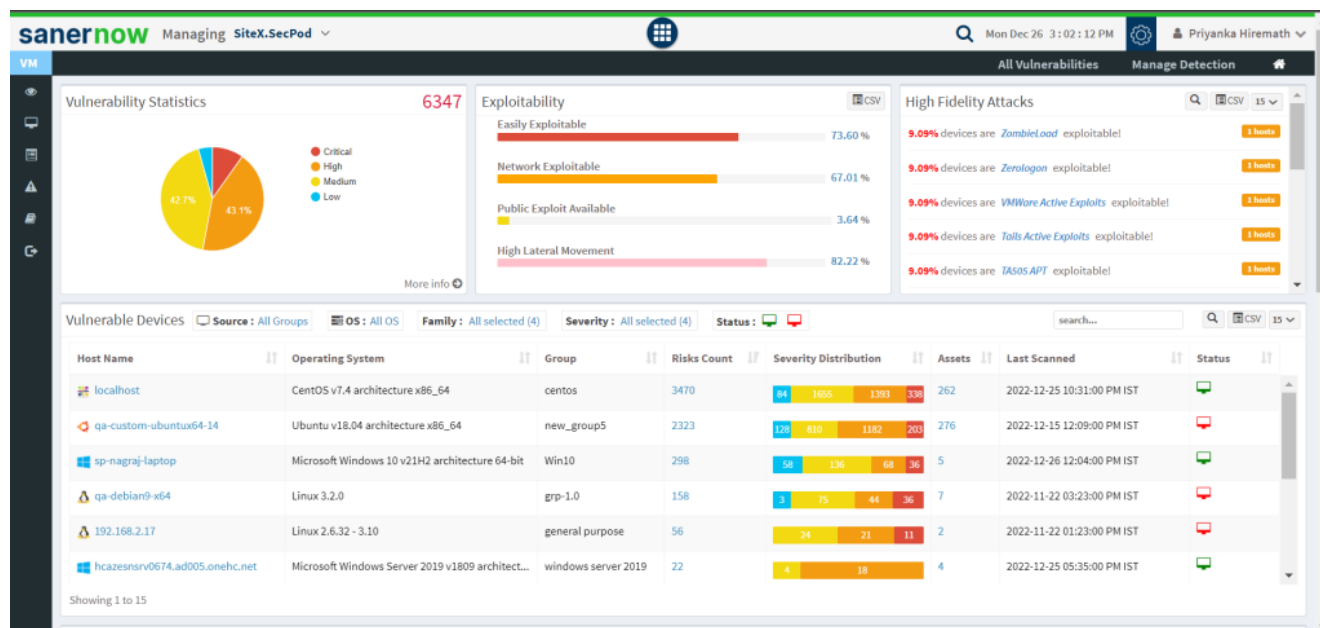 sanernow Managing SiteX.SecPod Mon Dec 26 3:02:12 PM Priyanka Hiremath
VM All Vulnerabilities Manage Detection
Vulnerability Statistics 6347
Critical
High
Medium
Low
42.7% 43.1%
More info
Exploitability CSV
Easily Exploitable
73.60 %
Network Exploitable
67.01 %
Public Exploit Available
3.64 %
High Lateral Movement
82.22 %
High Fidelity Attacks CSV 15
9.09% devices are ZombieLoad exploitable! 1 hosts
9.09% devices are Zerologon exploitable! 1 hosts
9.09% devices are VMWare Active Exploits exploitable! 1 hosts
9.09% devices are Tails Active Exploits exploitable! 1 hosts
9.09% devices are TA505 APT exploitable! 1 hosts
Vulnerable Devices Source : All Groups OS : All OS Family : All selected (4) Severity : All selected (4) Status : search... CSV 15
Host Name Operating System Group Risks Count Severity Distribution Assets Last Scanned Status
localhost CentOS v7.4 architecture x86_64 centos 3470 84 1655 1393 338 262 2022-12-25 10:31:00 PM IST
qa-custom-ubuntux64-14 Ubuntu v18.04 architecture x86_64 new_group5 2323 128 810 1182 203 276 2022-12-15 12:09:00 PM IST
sp-nagraj-laptop Microsoft Windows 10 v21H2 architecture 64-bit Win10 298 58 136 68 36 5 2022-12-26 12:04:00 PM IST
qa-debian9-x64 Linux 3.2.0 grp-1.0 158 3 75 44 36 7 2022-11-22 03:23:00 PM IST
192.168.2.17 Linux 2.6.32 - 3.10 general purpose 56 24 21 11 2 2022-11-22 01:23:00 PM IST
hcazesnsrv0674.ad005.onehc.net Microsoft Windows Server 2019 v1809 architect... windows server 2019 22 4 18 4 2022-12-25 05:35:00 PM IST
Showing 1 to 15